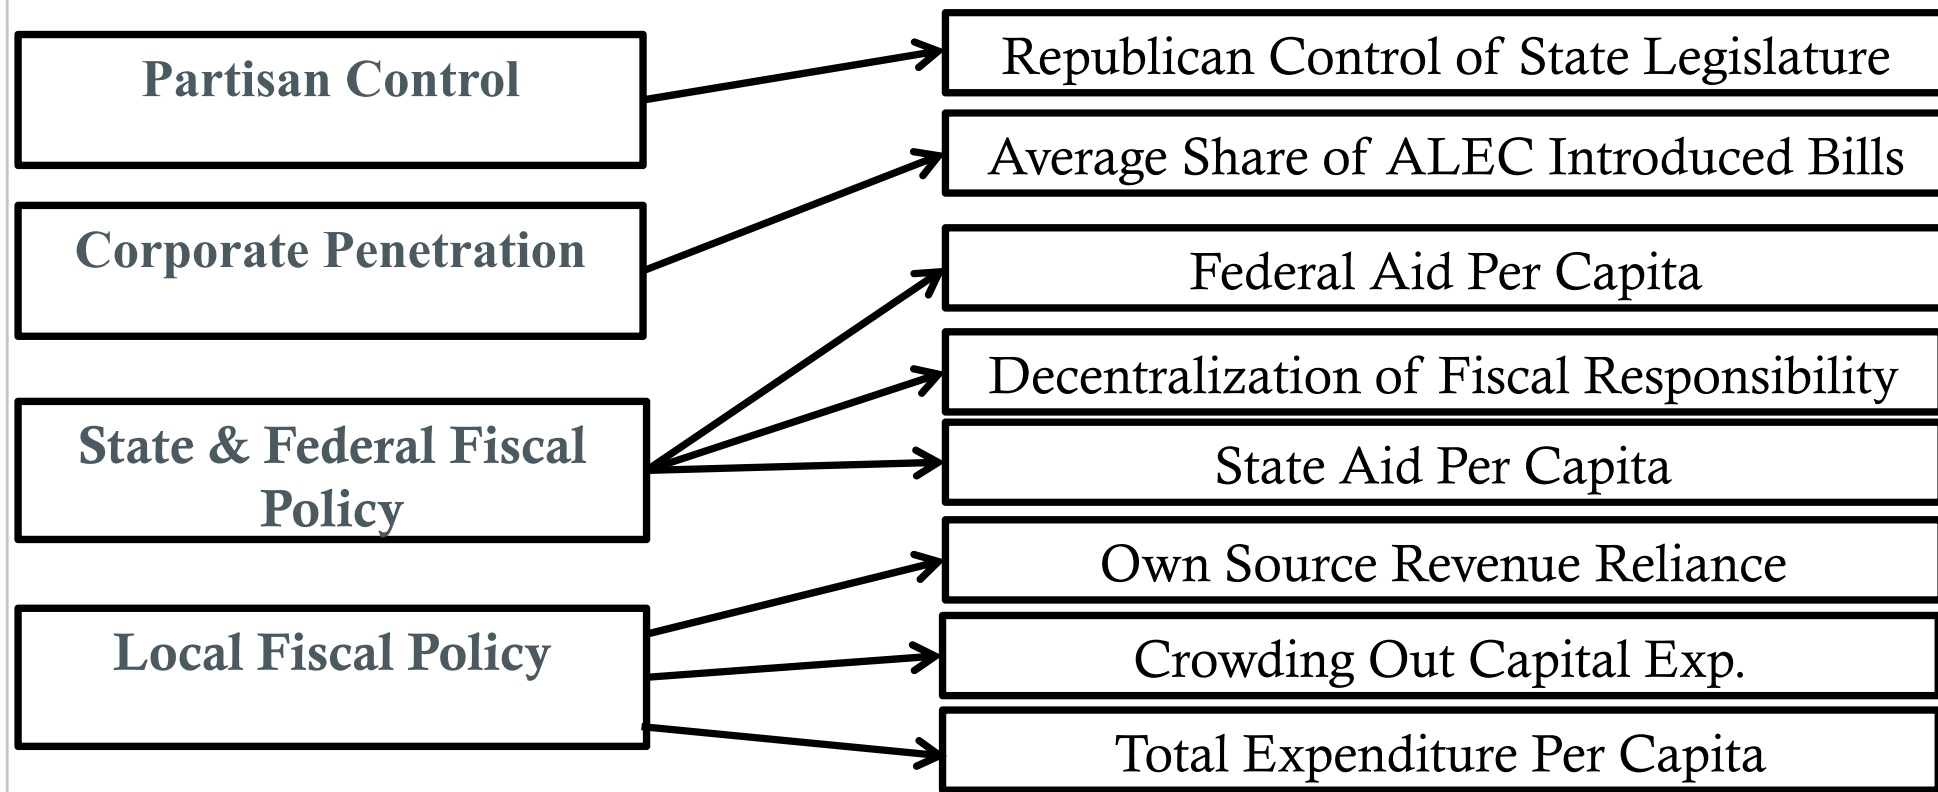 Partisan Control
Republican Control of State Legislature
Average Share of ALEC Introduced Bills
Corporate Penetration
Federal Aid Per Capita
Decentralization of Fiscal Responsibility
State & Federal Fiscal
Policy
State Aid Per Capita
Own Source Revenue Reliance
Local Fiscal Policy
Crowding Out Capital Exp.
Total Expenditure Per Capita